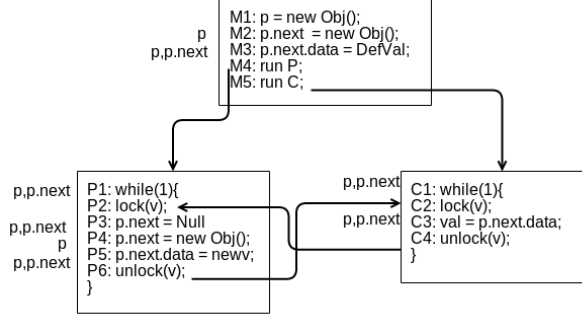 M1: p = new Obj();
p
M2: p.next = new Obj();
p,p.next
M3: p.next.data = DefVal;
M4: run P;
M5: run C;
p,p.next
P1: while(1){
P2: lock(v);
p,p.next
P3: p.next = Null
p
P4: p.next = new Obj();
p,p.next
P5: p.next.data = newv;
P6: unlock(v);
}
p,p.next
C1: while(1){
C2: lock(v);
p,p.next
C3: val = p.next.data;
C4: unlock(v);
}